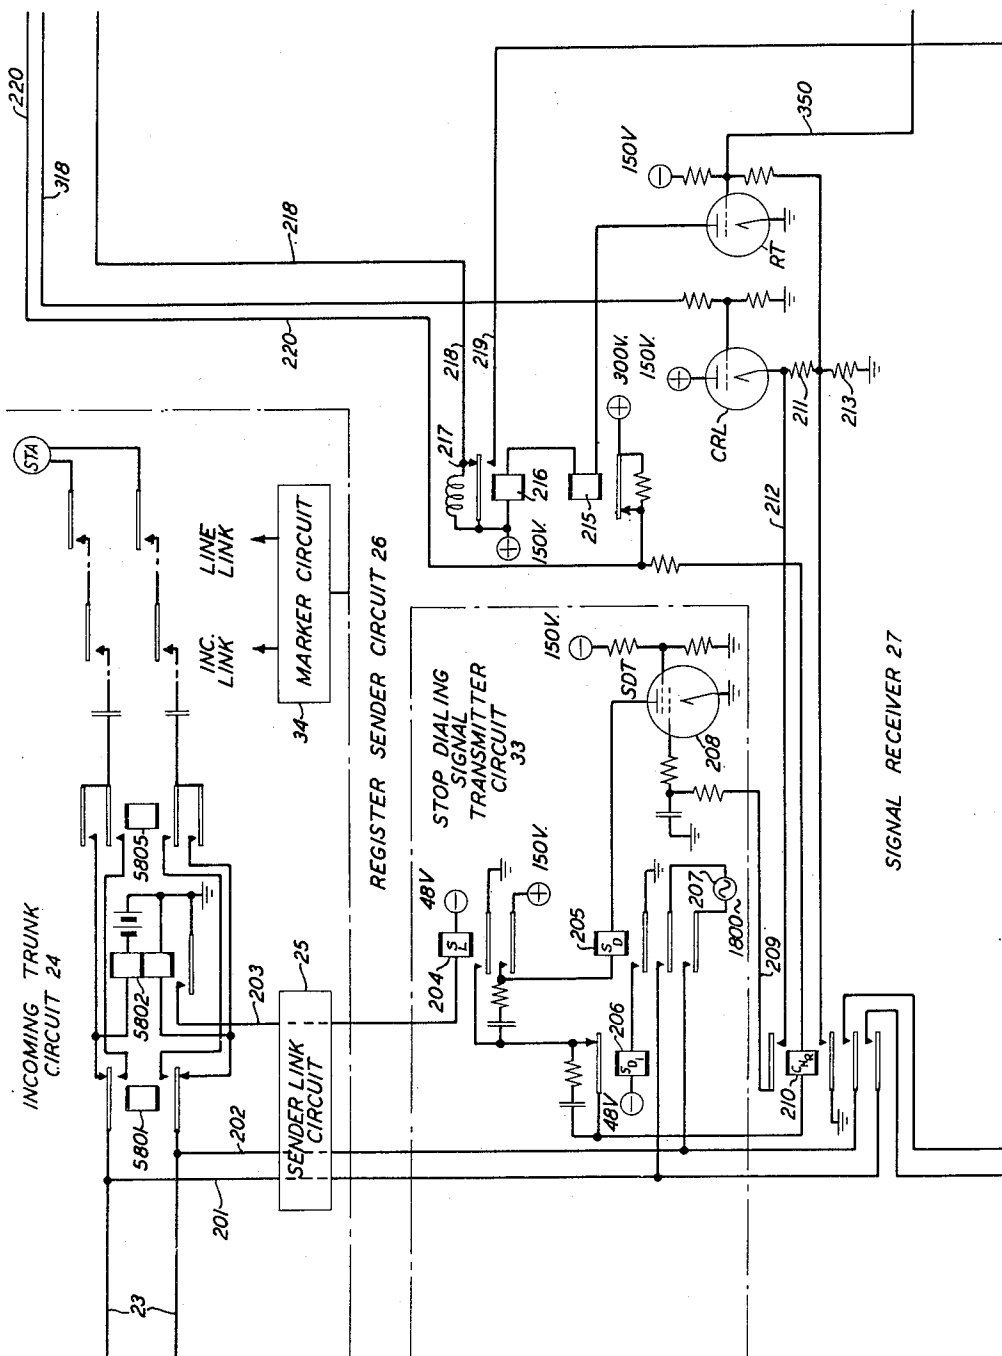 220
318
218
220
218
219
217
216
215
150V.
300V.
150V.
150V
350
RT
CRL
211
213
212
STA
LINE
LINK
INC.
LINK
MARKER CIRCUIT
34
REGISTER SENDER CIRCUIT 26
INCOMING TRUNK
CIRCUIT 24
5805
5802
5801
203
202
201
23
25
SENDER LINK
CIRCUIT
STOP DIALING
SIGNAL
TRANSMITTER
CIRCUIT
33
48V
SL
204
150V.
205
SD
150V.
SDT
208
206
SD1
48V
207
1800~
209
210
CHR
SIGNAL RECEIVER 27